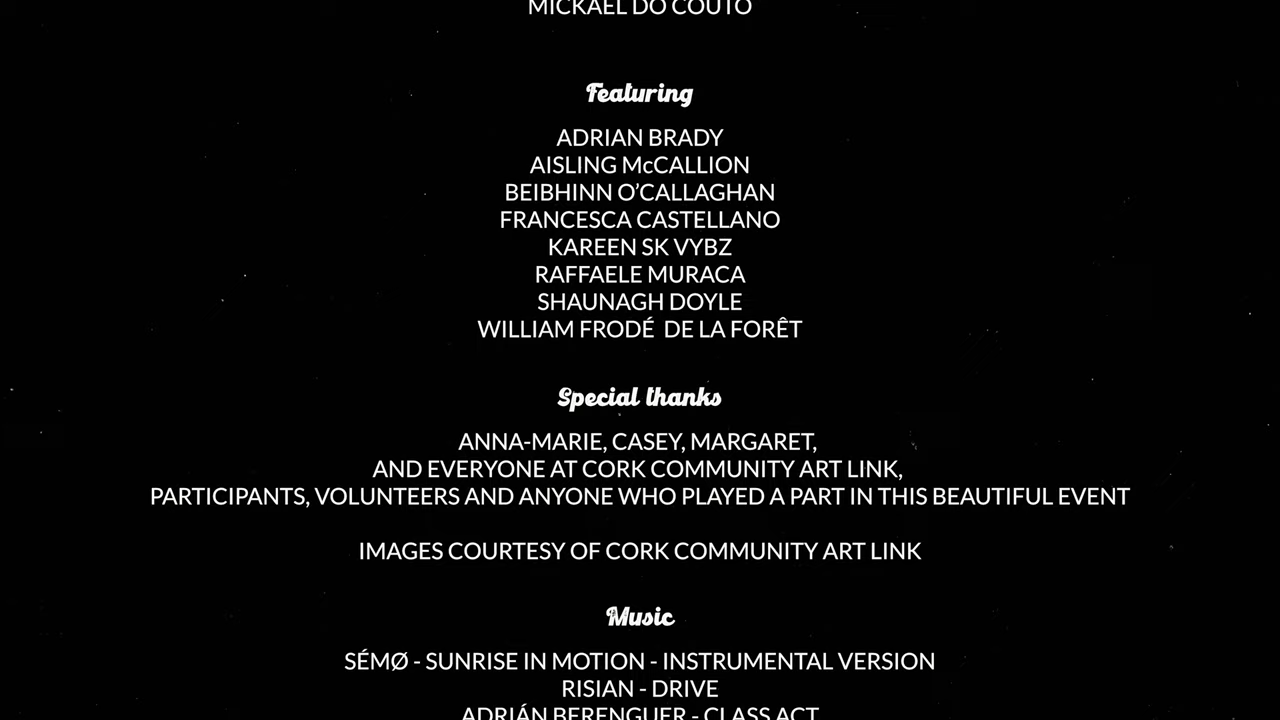 MICKAEL DO COUTO
Featuring
ADRIAN BRADY
AISLING McCALLION
BEIBHINN O’CALLAGHAN
FRANCESCA CASTELLANO
KAREEN SK VYBZ
RAFFAELE MURACA
SHAUNAGH DOYLE
WILLIAM FRODÉ DE LA FORÊT
Special thanks
ANNA-MARIE, CASEY, MARGARET,
AND EVERYONE AT CORK COMMUNITY ART LINK,
PARTICIPANTS, VOLUNTEERS AND ANYONE WHO PLAYED A PART IN THIS BEAUTIFUL EVENT
IMAGES COURTESY OF CORK COMMUNITY ART LINK
Music
SÉMØ - SUNRISE IN MOTION - INSTRUMENTAL VERSION
RISIAN - DRIVE
ADRIÁN BERENGUER - CLASS ACT